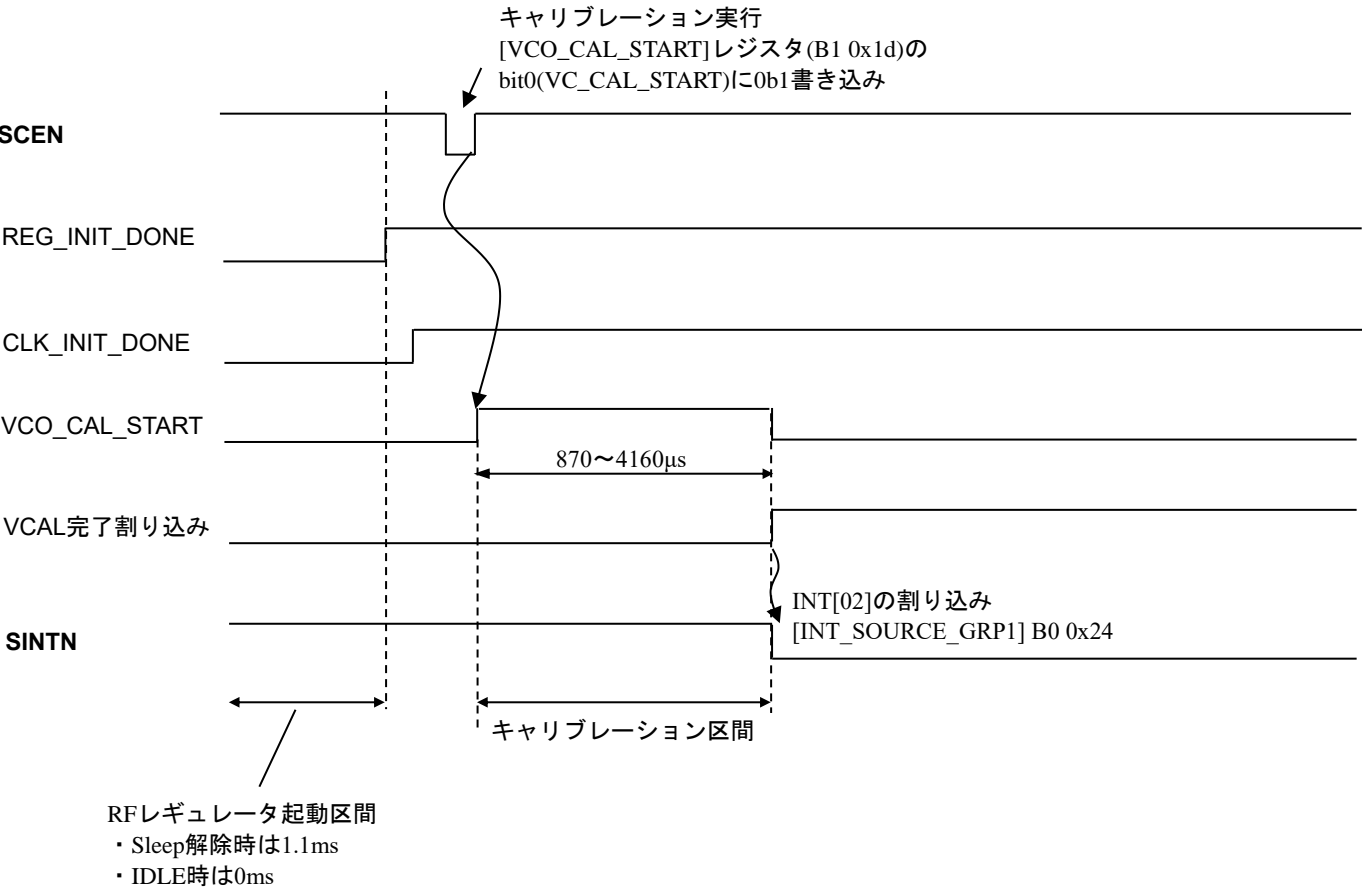 キャリブレーション実行
[VCO_CAL_START]レジスタ(B1 0x1d)の
bit0(VC_CAL_START)に0b1書き込み
SCEN
REG_INIT_DONE
CLK_INIT_DONE
VCO_CAL_START
870～4160μs
VCAL完了割り込み
INT[02]の割り込み
[INT_SOURCE_GRP1] B0 0x24
SINTN
キャリブレーション区間
RFレギュレータ起動区間
・Sleep解除時は1.1ms
・IDLE時は0ms